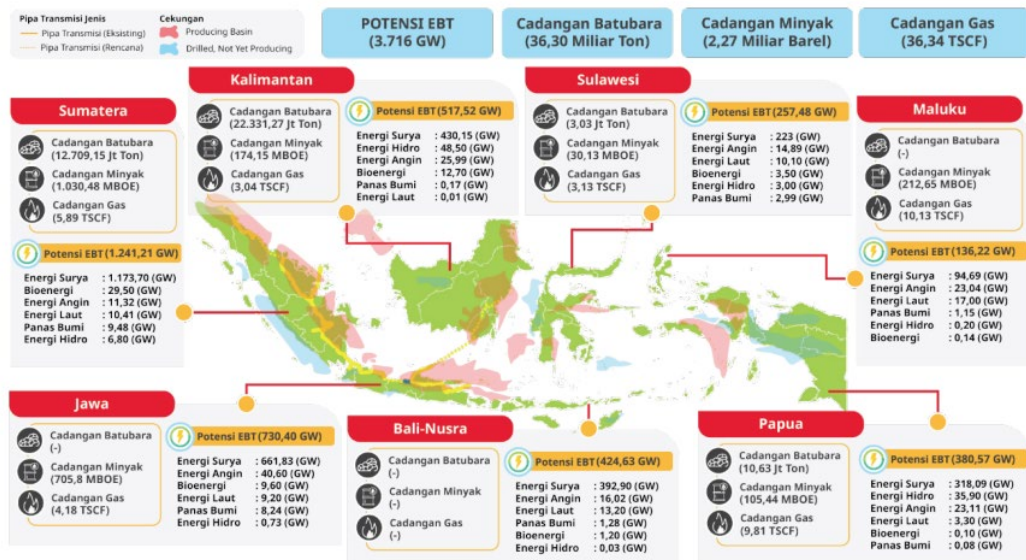 Pipa Transmisi Jenis
Pipa Transmisi (Eksisting)
Pipa Transmisi (Rencana)
Cekungan
Producing Basin
Drilled, Not Yet Producing
POTENSI EBT
(3.716 GW)
Cadangan Batubara
(36,30 Miliar Ton)
Cadangan Minyak
(2,27 Miliar Barel)
Cadangan Gas
(36,34 TSCF)
Sumatera
Cadangan Batubara
(12.709,15 Jt Ton)
Cadangan Minyak
(1.030,48 MBOE)
Cadangan Gas
(5,89 TSCF)
Potensi EBT (1.241,21 GW)
Energi Surya : 1.173,70 (GW)
Bioenergi : 29,50 (GW)
Energi Angin : 11,32 (GW)
Energi Laut : 10,41 (GW)
Panas Bumi : 9,48 (GW)
Energi Hidro : 6,80 (GW)
Kalimantan
Cadangan Batubara
(22.331,27 Jt Ton)
Cadangan Minyak
(174,15 MBOE)
Cadangan Gas
(3,04 TSCF)
Potensi EBT (517,52 GW)
Energi Surya : 430,15 (GW)
Energi Hidro : 48,50 (GW)
Energi Angin : 25,99 (GW)
Bioenergi : 12,70 (GW)
Panas Bumi : 0,17 (GW)
Energi Laut : 0,01 (GW)
Sulawesi
Cadangan Batubara
(3,03 Jt Ton)
Cadangan Minyak
(30,13 MBOE)
Cadangan Gas
(3,13 TSCF)
Potensi EBT (257,48 GW)
Energi Surya : 223 (GW)
Energi Angin : 14,89 (GW)
Energi Laut : 10,10 (GW)
Bioenergi : 3,50 (GW)
Energi Hidro : 3,00 (GW)
Panas Bumi : 2,99 (GW)
Maluku
Cadangan Batubara
(-)
Cadangan Minyak
(212,65 MBOE)
Cadangan Gas
(10,13 TSCF)
Potensi EBT (136,22 GW)
Energi Surya : 94,69 (GW)
Energi Angin : 23,04 (GW)
Energi Laut : 17,00 (GW)
Panas Bumi : 1,15 (GW)
Energi Hidro : 0,20 (GW)
Bioenergi : 0,14 (GW)
Jawa
Cadangan Batubara
(-)
Cadangan Minyak
(705,8 MBOE)
Cadangan Gas
(4,18 TSCF)
Potensi EBT (730,40 GW)
Energi Surya : 661,83 (GW)
Energi Angin : 40,60 (GW)
Bioenergi : 9,60 (GW)
Energi Laut : 9,20 (GW)
Panas Bumi : 8,24 (GW)
Energi Hidro : 0,73 (GW)
Bali-Nusra
Cadangan Batubara
(-)
Cadangan Minyak
(-)
Cadangan Gas
(-)
Potensi EBT (424,63 GW)
Energi Surya : 392,90 (GW)
Energi Angin : 16,02 (GW)
Energi Laut : 13,20 (GW)
Panas Bumi : 1,28 (GW)
Bioenergi : 1,20 (GW)
Energi Hidro : 0,03 (GW)
Papua
Cadangan Batubara
(10,63 Jt Ton)
Cadangan Minyak
(105,44 MBOE)
Cadangan Gas
(9,81 TSCF)
Potensi EBT (380,57 GW)
Energi Surya : 318,09 (GW)
Energi Hidro : 35,90 (GW)
Energi Angin : 23,11 (GW)
Energi Laut : 3,30 (GW)
Bioenergi : 0,10 (GW)
Panas Bumi : 0,08 (GW)